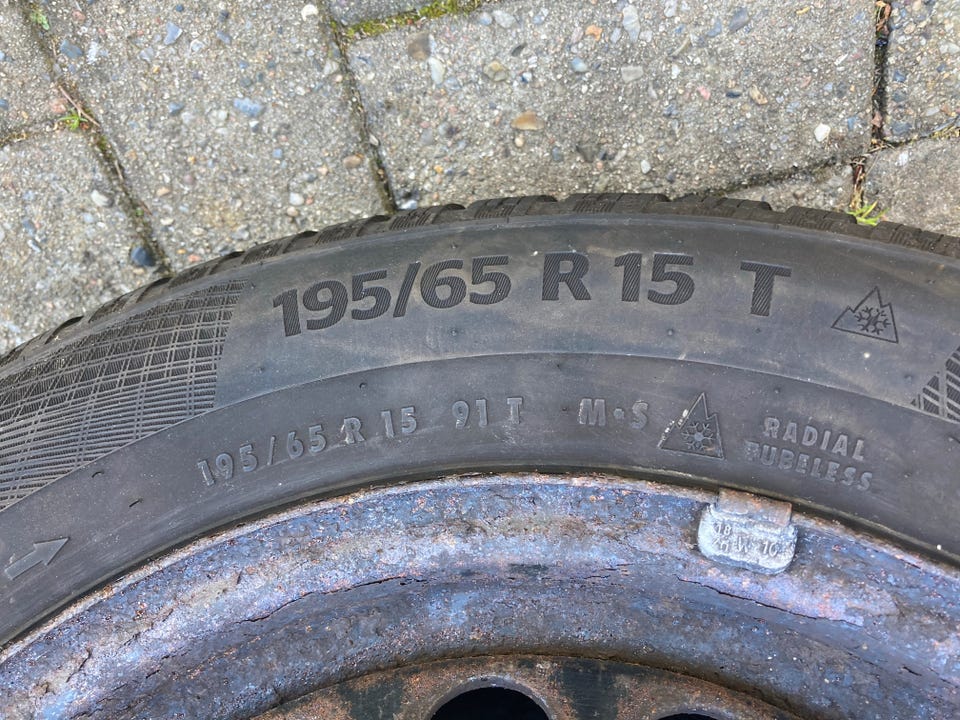 195/65 R 15 T
195/65 R 15 91 T M·S RADIAL
TUBELESS